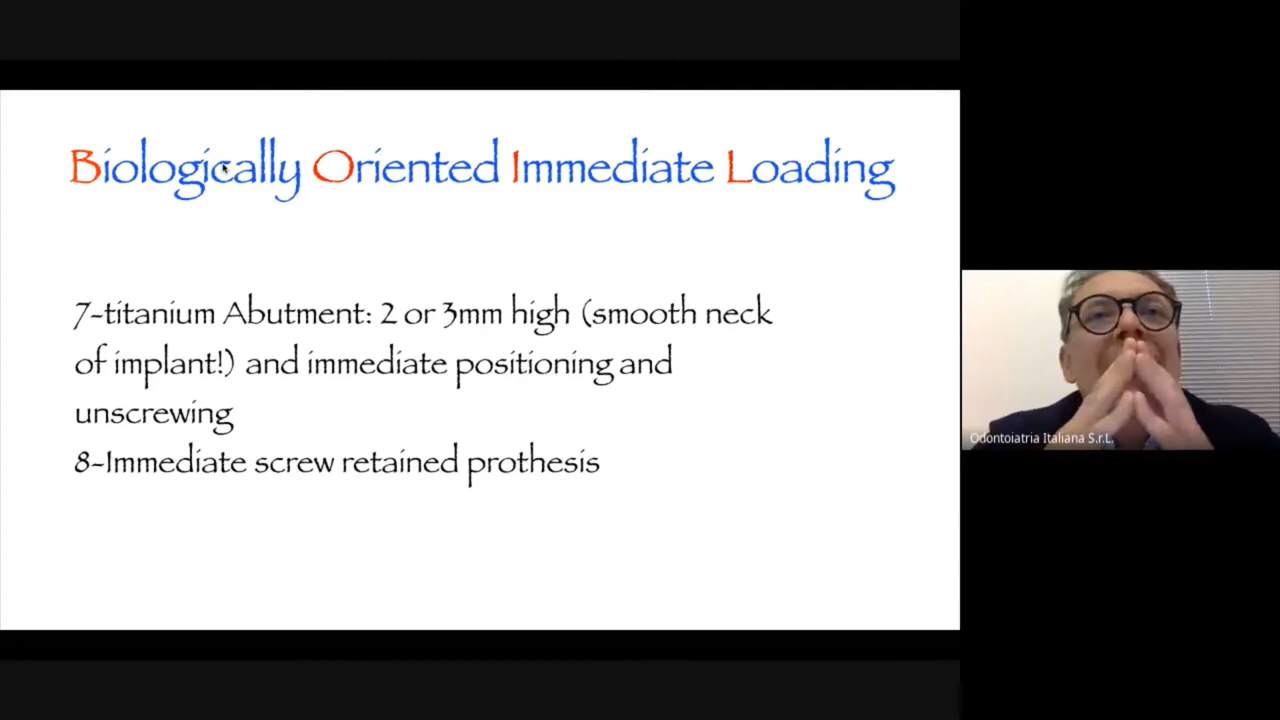 Biologically Oriented Immediate Loading
7-titanium Abutment: 2 or 3mm high (smooth neck
of implant!) and immediate positioning and
unscrewing
8-Immediate screw retained prothesis
Odontoiatria Italiana S.r.L.